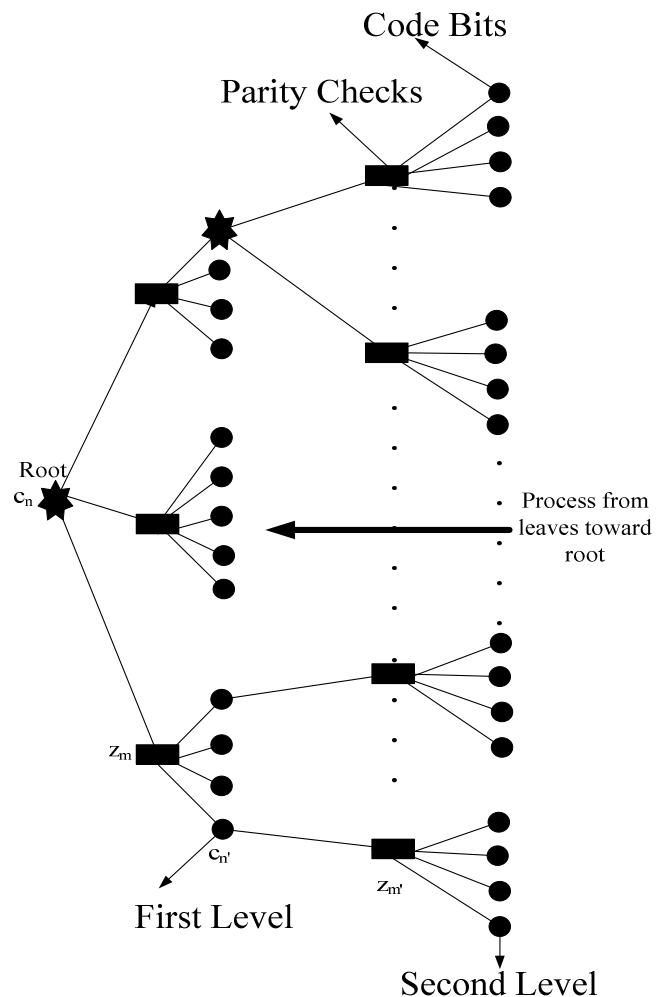 Code Bits
Parity Checks
Root
cn
Process from
leaves toward
root
zm
cn'
zm'
First Level
Second Level